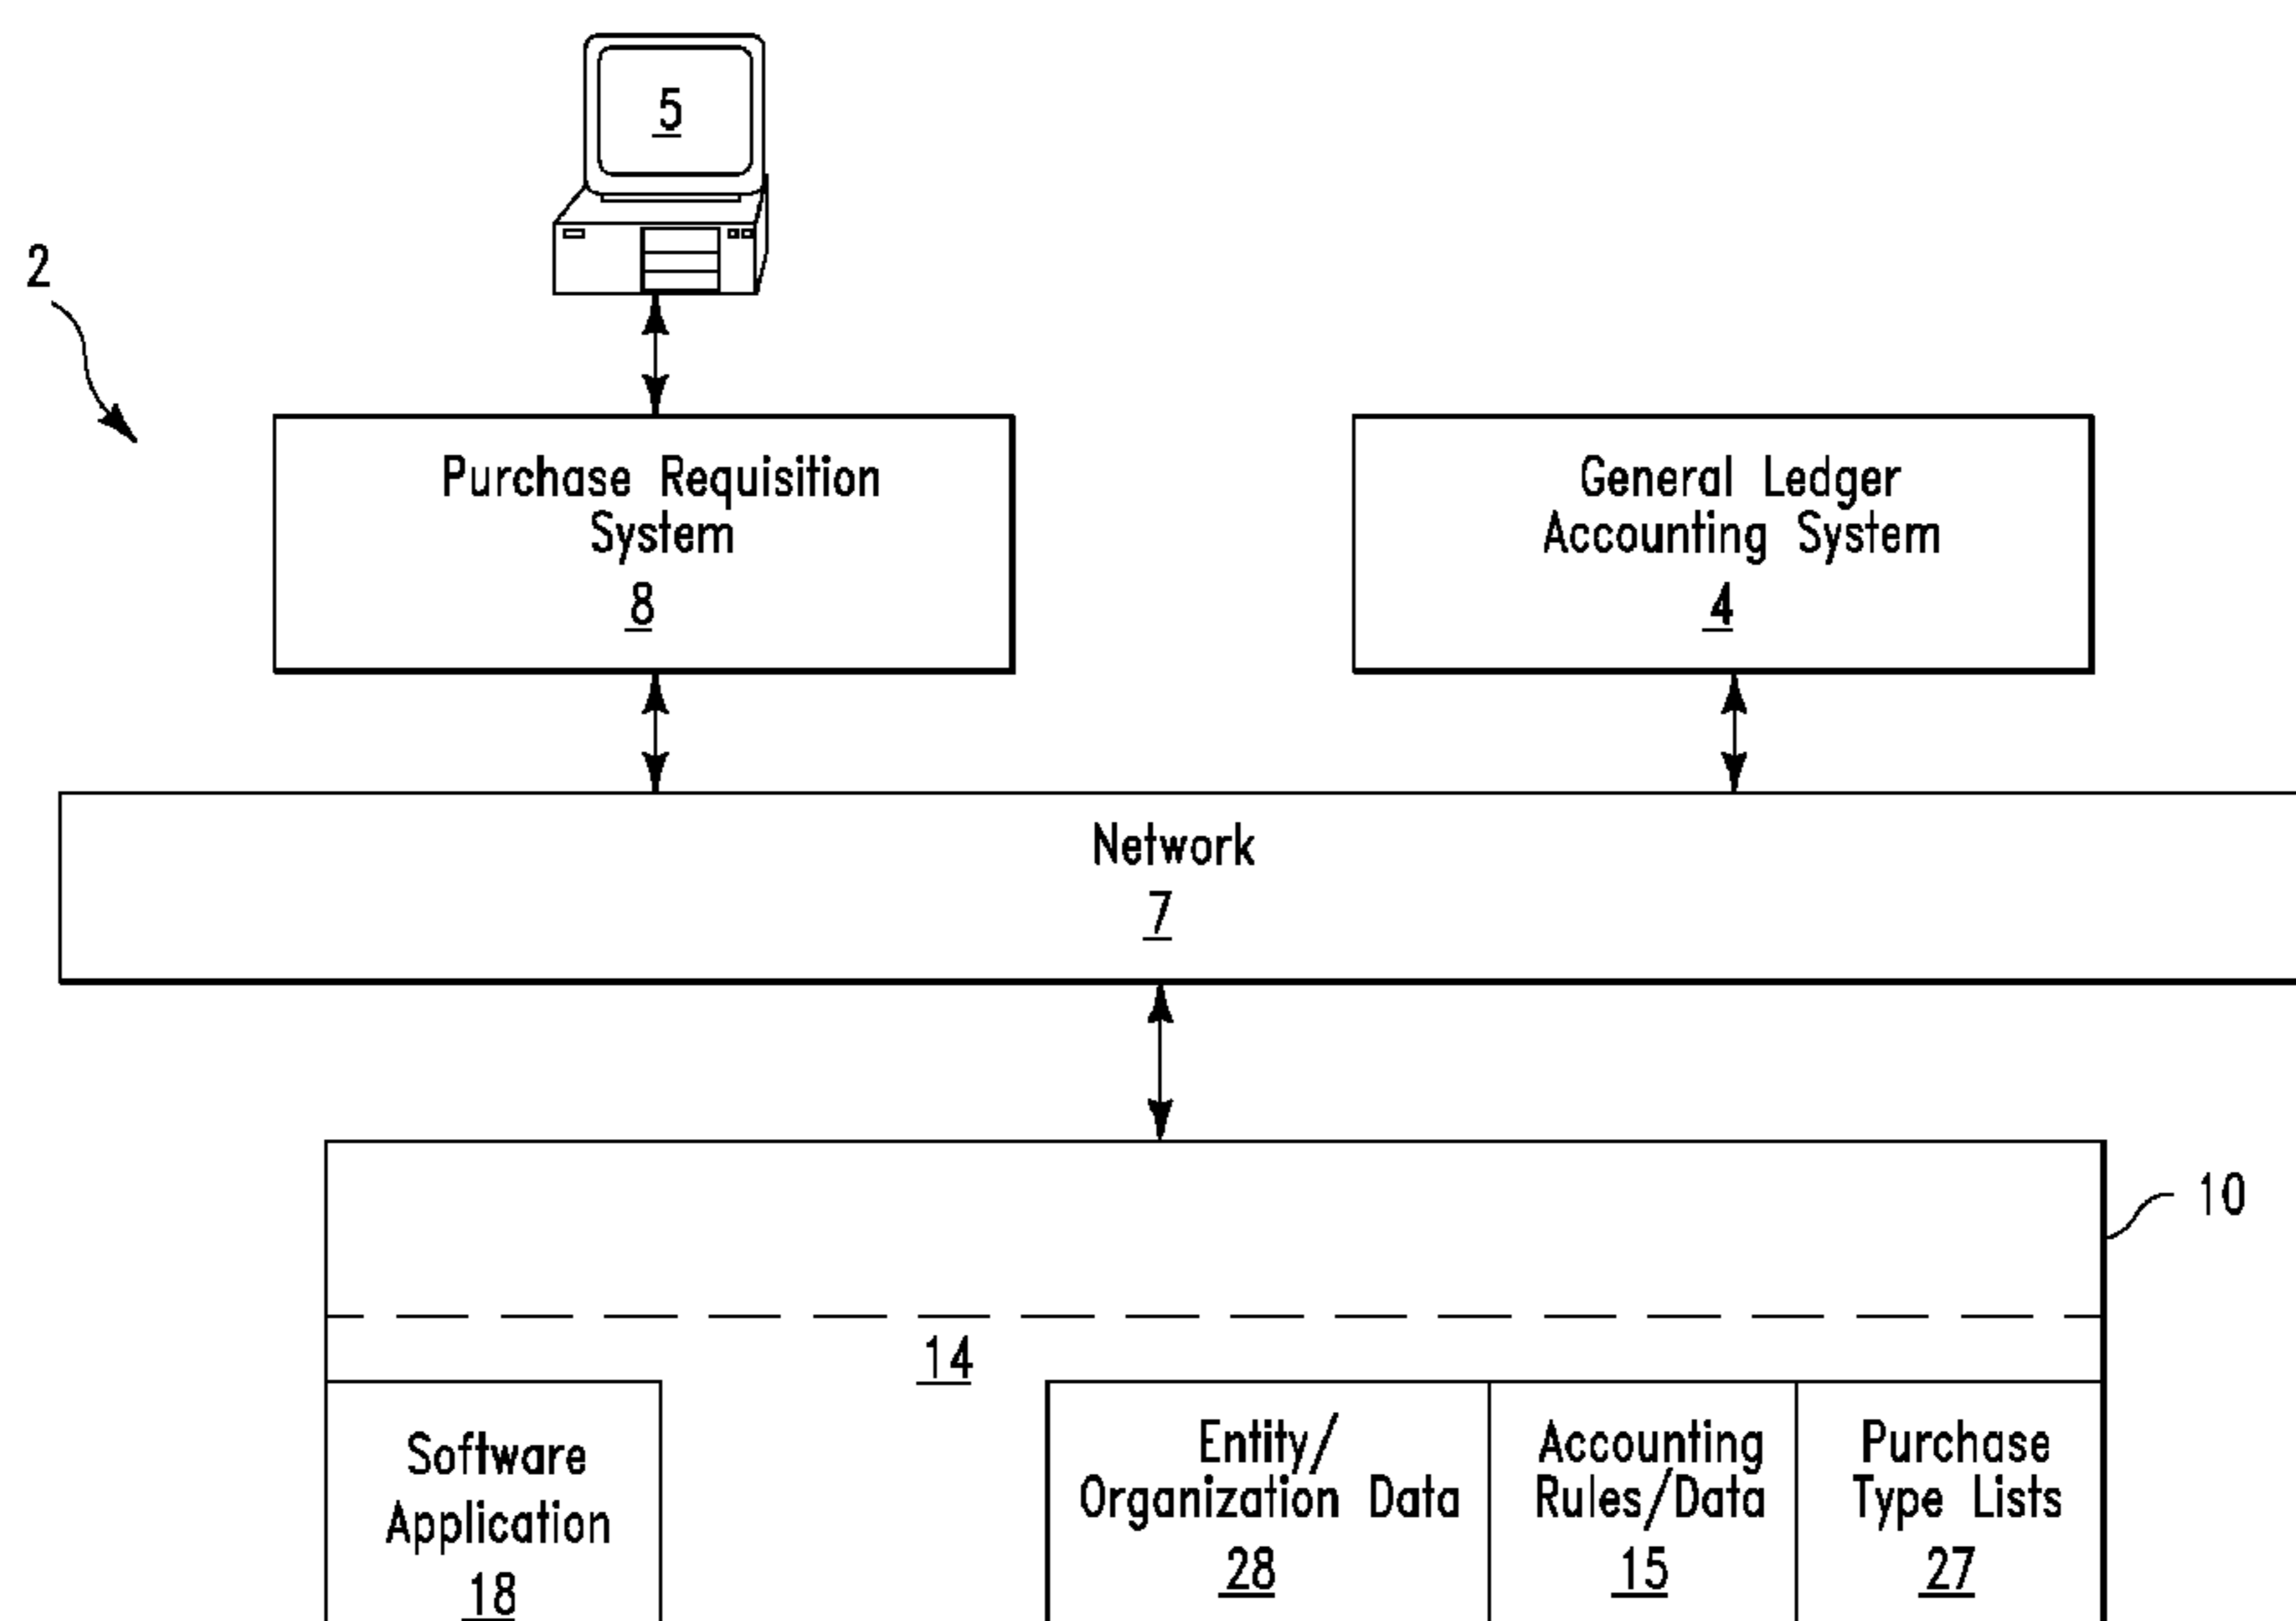 5
2
Purchase Requisition
System
8
General Ledger
Accounting System
4
Network
7
10
14
Software
Application
18
Entity/
Organization Data
28
Accounting
Rules/Data
15
Purchase
Type Lists
27